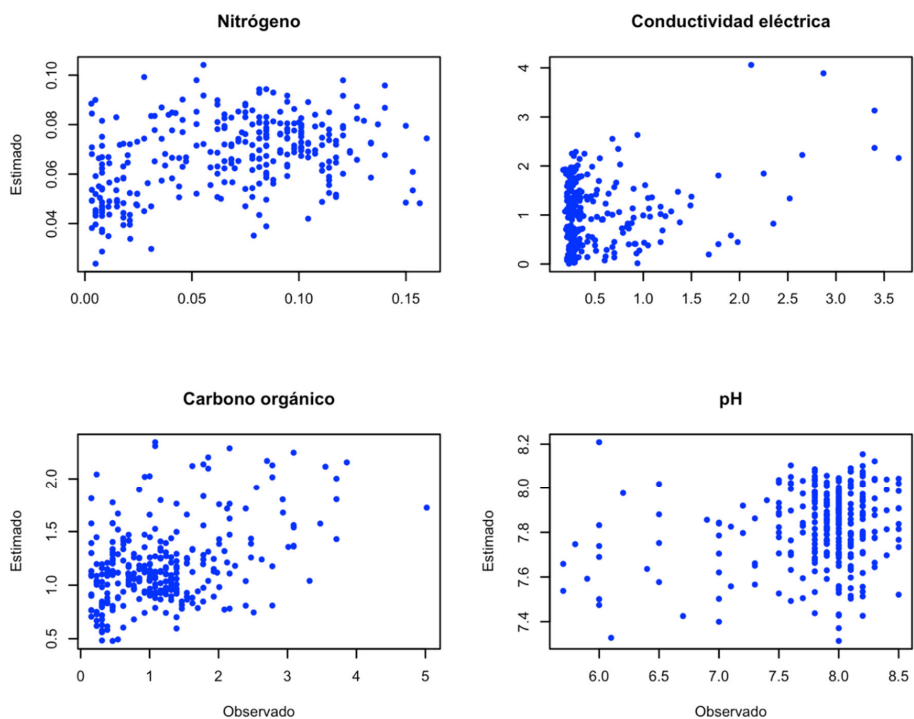 Nitrógeno
Estimado
0.04 0.06 0.08 0.10
0.00 0.05 0.10 0.15
Conductividad eléctrica
0 1 2 3 4
0.5 1.0 1.5 2.0 2.5 3.0 3.5
Carbono orgánico
Estimado
0.5 1.0 1.5 2.0
0 1 2 3 4 5
Observado
pH
Estimado
7.4 7.6 7.8 8.0 8.2
6.0 6.5 7.0 7.5 8.0 8.5
Observado